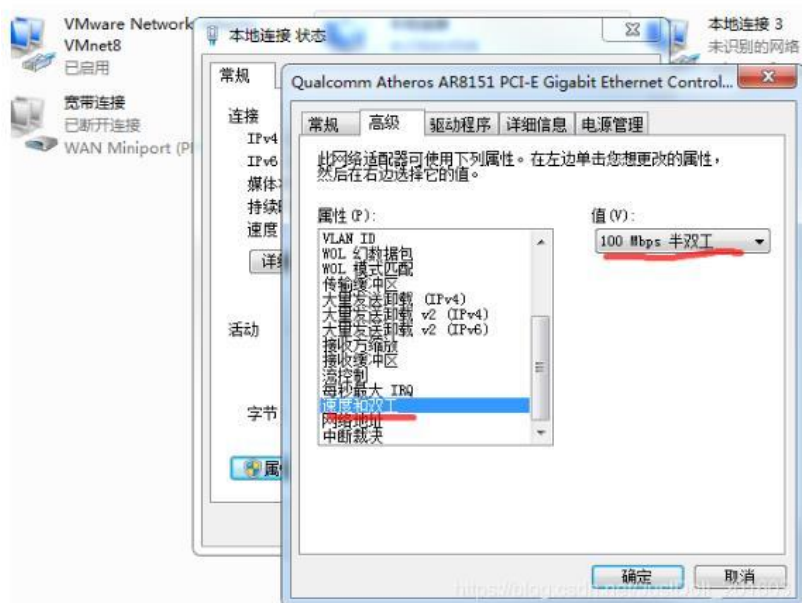 VMware Network
VMnet8
已启用
宽带连接
已断开连接
WAN Miniport (P
本地连接 状态
本地连接 3
未识别的网络
常规
连接
IPv4
IPv6
媒体
持续
速度
详
活动
字节
属
Qualcomm Atheros AR8151 PCI-E Gigabit Ethernet Control...
常规
高级
驱动程序
详细信息
电源管理
此网络适配器可使用下列属性。在左边单击您想更改的属性，
然后在右边选择它的值。
属性(P):
值(V):
VLAN ID
WOL 幻数据包
WOL 模式匹配
传输缓冲区
大量发送卸载 (IPv4)
大量发送卸载 v2 (IPv4)
大量发送卸载 v2 (IPv6)
接收方缩放
接收缓冲区
流控制
每秒最大 IRQ
速度和双工
网络地址
中断裁决
100 Mbps 半双工
确定
取消